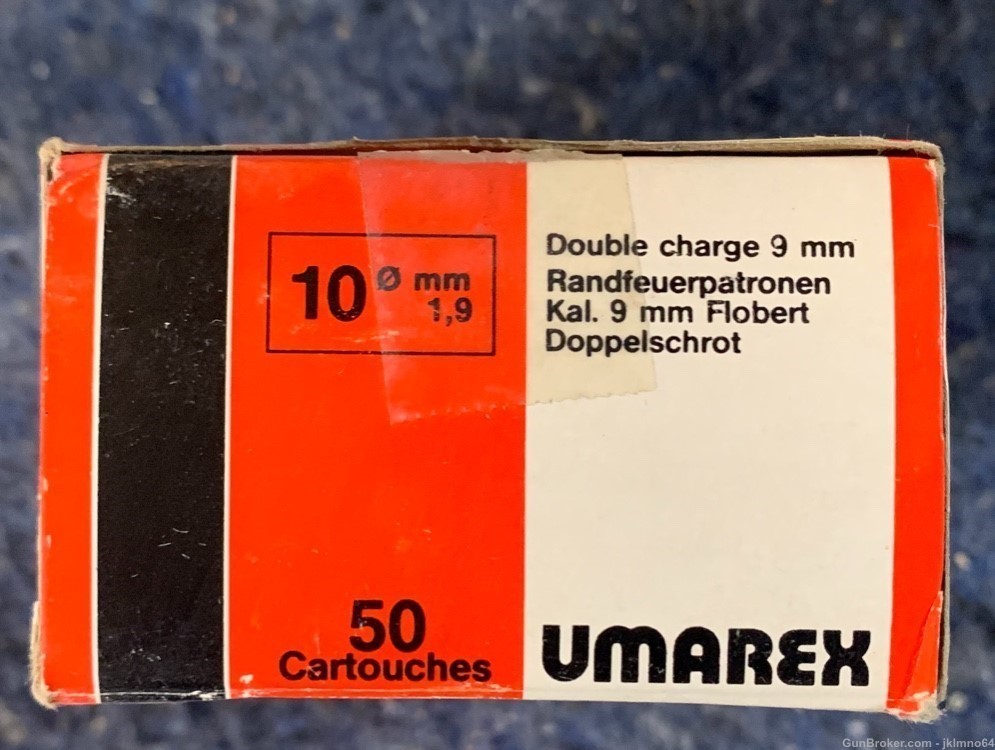 10 Ø mm
1,9
Double charge 9 mm
Randfeuerpatronen
Kal. 9 mm Flobert
Doppelschrot
50
Cartouches
UMAREX
GunBroker.com - jklmno64